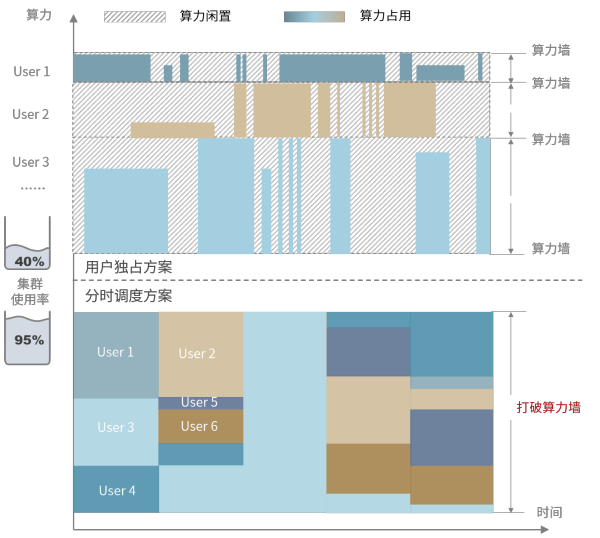 算力
算力闲置
算力占用
User 1
算力墙
算力墙
User 2
算力墙
User 3
······
算力墙
40%
用户独占方案
集群
使用率
分时调度方案
95%
User 1
User 2
User 5
User 3
User 6
User 4
打破算力墙
时间